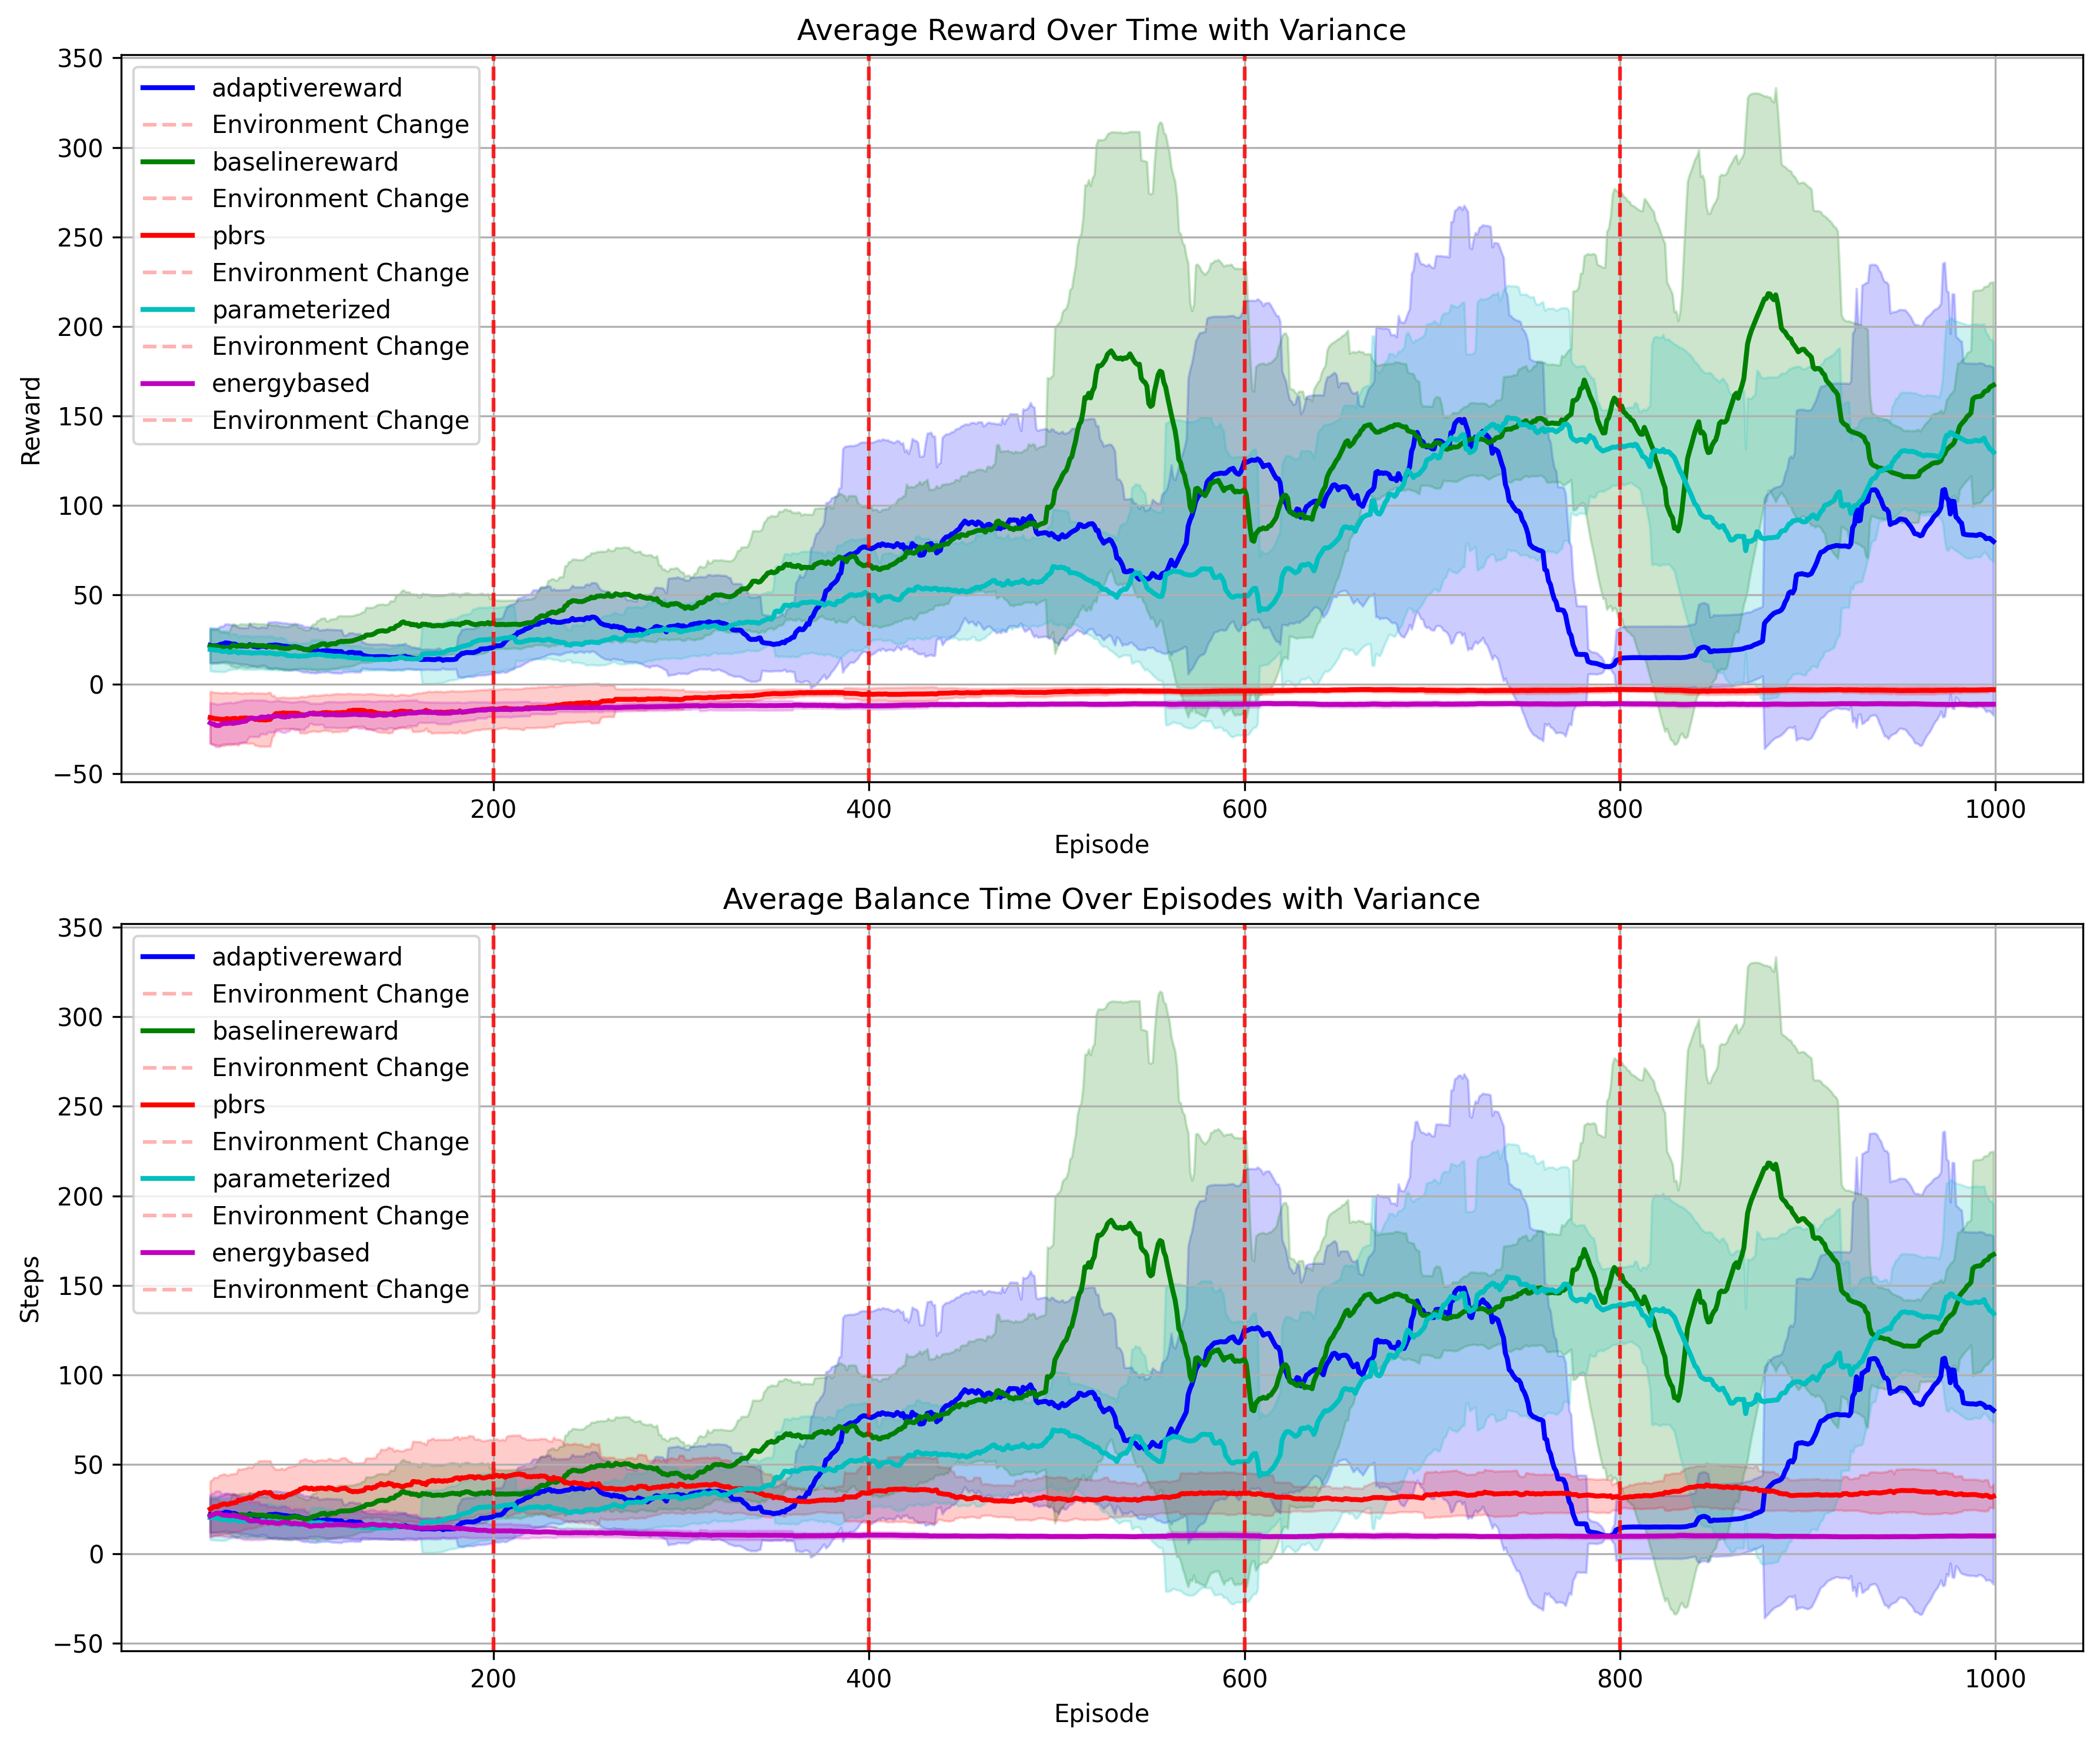 Average Reward Over Time with Variance
350
300
250
200
150
100
50
0
−50
Reward
adaptivereward
Environment Change
baselinereward
Environment Change
pbrs
Environment Change
parameterized
Environment Change
energybased
Environment Change
200
400
600
800
1000
Episode
Average Balance Time Over Episodes with Variance
350
300
250
200
150
100
50
0
−50
Steps
adaptivereward
Environment Change
baselinereward
Environment Change
pbrs
Environment Change
parameterized
Environment Change
energybased
Environment Change
200
400
600
800
1000
Episode